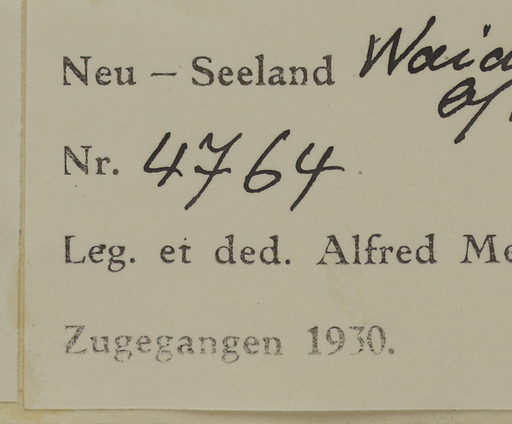 Neu – Seeland
Nr. 4764
Leg. et ded. Alfred
Zugegangen 1930.